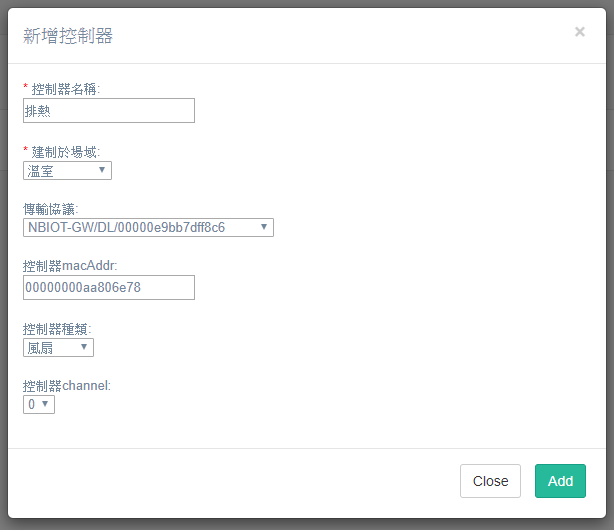 新增控制器
×
* 控制器名稱:
排熱
* 建制於場域:
溫室
傳輸協議:
NBIOT-GW/DL/00000e9bb7dff8c6
控制器macAddr:
00000000aa806e78
控制器種類:
風扇
控制器channel:
0
Close Add